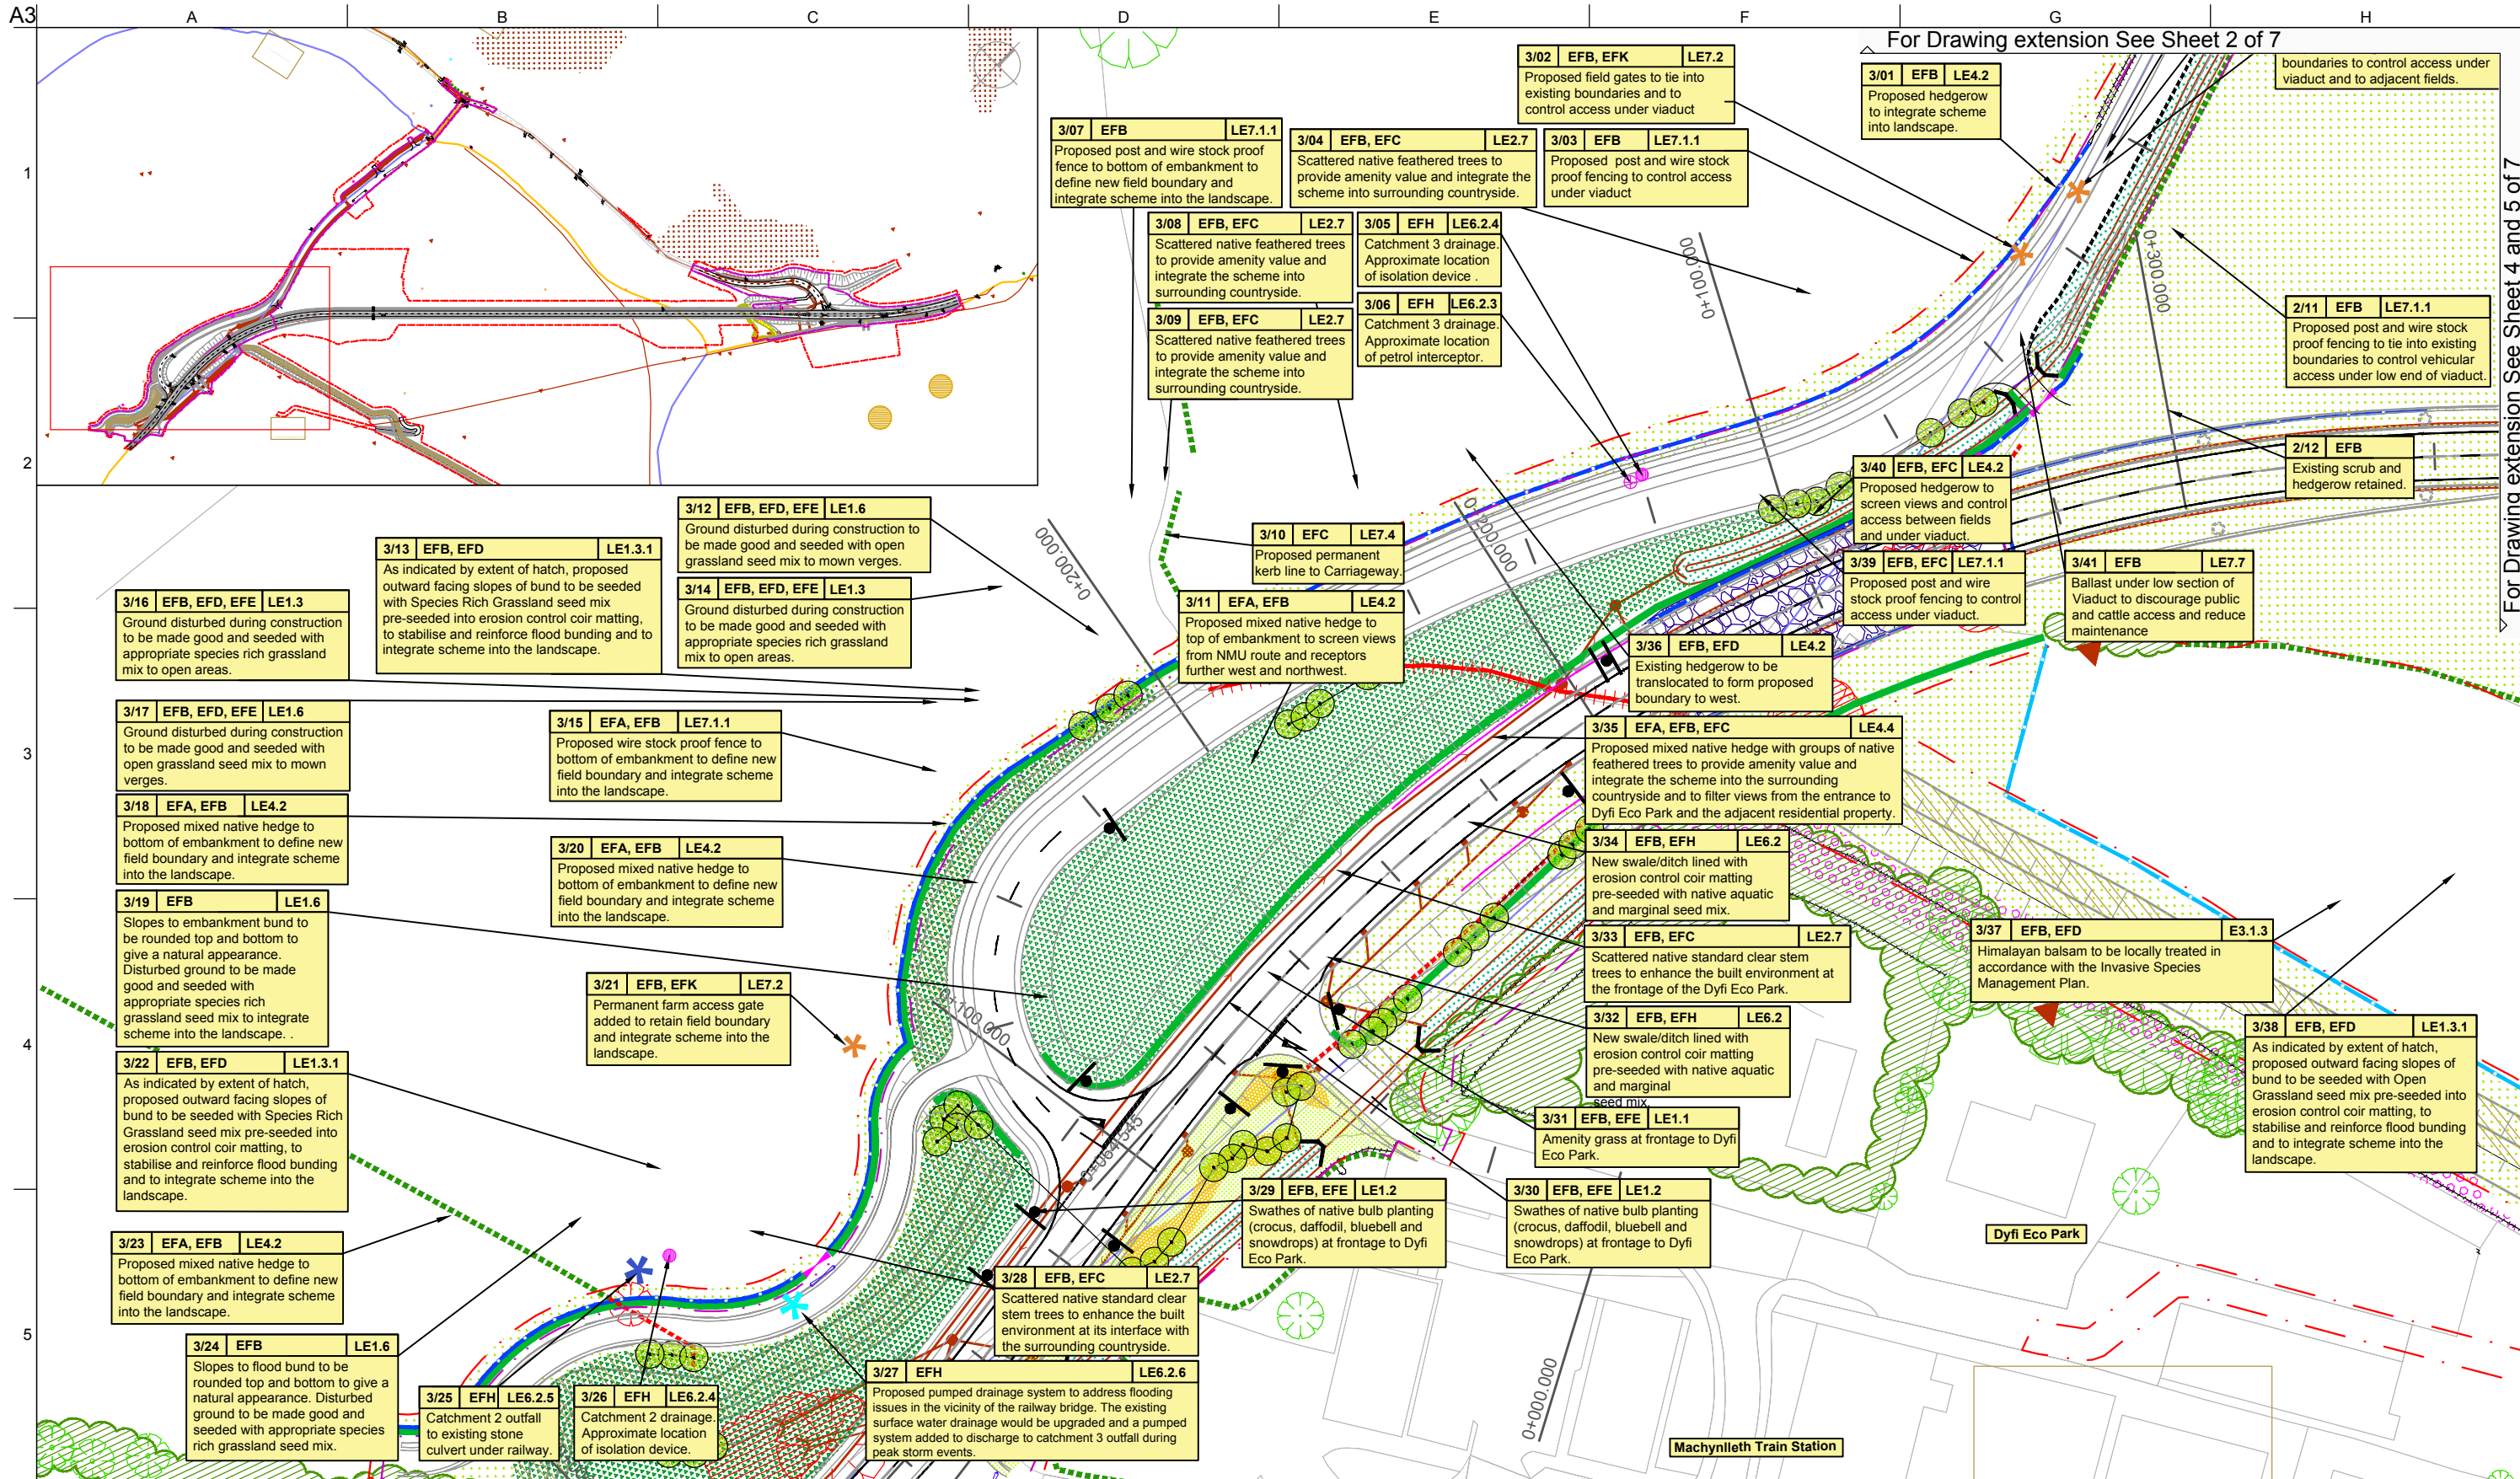 A3
A
B
C
D
E
F
G
H
For Drawing extension See Sheet 2 of 7
1
2
3
4
5
For Drawing extension See Sheet 4 and 5 of 7
boundaries to control access under
viaduct and to adjacent fields.
3/02 EFB, EFK LE7.2
Proposed field gates to tie into
existing boundaries and to
control access under viaduct
3/01 EFB LE4.2
Proposed hedgerow
to integrate scheme
into landscape.
3/07 EFB LE7.1.1
Proposed post and wire stock proof
fence to bottom of embankment to
define new field boundary and
integrate scheme into the landscape.
3/04 EFB, EFC LE2.7
Scattered native feathered trees to
provide amenity value and integrate the
scheme into surrounding countryside.
3/03 EFB LE7.1.1
Proposed post and wire stock
proof fencing to control access
under viaduct
3/08 EFB, EFC LE2.7
Scattered native feathered trees
to provide amenity value and
integrate the scheme into
surrounding countryside.
3/05 EFH LE6.2.4
Catchment 3 drainage.
Approximate location
of isolation device .
3/09 EFB, EFC LE2.7
Scattered native feathered trees
to provide amenity value and
integrate the scheme into
surrounding countryside.
3/06 EFH LE6.2.3
Catchment 3 drainage.
Approximate location
of petrol interceptor.
0+100.000
0+300.000
2/11 EFB LE7.1.1
Proposed post and wire stock
proof fencing to tie into existing
boundaries to control vehicular
access under low end of viaduct.
2/12 EFB
Existing scrub and
hedgerow retained.
3/40 EFB, EFC LE4.2
Proposed hedgerow to
screen views and control
access between fields
and under viaduct.
3/39 EFB, EFC LE7.1.1
Proposed post and wire
stock proof fencing to control
access under viaduct.
3/41 EFB LE7.7
Ballast under low section of
Viaduct to discourage public
and cattle access and reduce
maintenance
3/12 EFB, EFD, EFE LE1.6
Ground disturbed during construction to
be made good and seeded with open
grassland seed mix to mown verges.
3/13 EFB, EFD LE1.3.1
As indicated by extent of hatch, proposed
outward facing slopes of bund to be seeded
with Species Rich Grassland seed mix
pre-seeded into erosion control coir matting,
to stabilise and reinforce flood bunding and to
integrate scheme into the landscape.
3/14 EFB, EFD, EFE LE1.3
Ground disturbed during construction
to be made good and seeded with
appropriate species rich grassland
mix to open areas.
3/10 EFC LE7.4
Proposed permanent
kerb line to Carriageway.
0+200.000
0+200.000
3/11 EFA, EFB LE4.2
Proposed mixed native hedge to
top of embankment to screen views
from NMU route and receptors
further west and northwest.
3/16 EFB, EFD, EFE LE1.3
Ground disturbed during construction
to be made good and seeded with
appropriate species rich grassland
mix to open areas.
3/36 EFB, EFD LE4.2
Existing hedgerow to be
translocated to form proposed
boundary to west.
3/17 EFB, EFD, EFE LE1.6
Ground disturbed during construction
to be made good and seeded with
open grassland seed mix to mown
verges.
3/15 EFA, EFB LE7.1.1
Proposed wire stock proof fence to
bottom of embankment to define new
field boundary and integrate scheme
into the landscape.
3/35 EFA, EFB, EFC LE4.4
Proposed mixed native hedge with groups of native
feathered trees to provide amenity value and
integrate the scheme into the surrounding
countryside and to filter views from the entrance to
Dyfi Eco Park and the adjacent residential property.
3/18 EFA, EFB LE4.2
Proposed mixed native hedge to
bottom of embankment to define new
field boundary and integrate scheme
into the landscape.
3/20 EFA, EFB LE4.2
Proposed mixed native hedge to
bottom of embankment to define new
field boundary and integrate scheme
into the landscape.
3/34 EFB, EFH LE6.2
New swale/ditch lined with
erosion control coir matting
pre-seeded with native aquatic
and marginal seed mix.
3/19 EFB LE1.6
Slopes to embankment bund to
be rounded top and bottom to
give a natural appearance.
Disturbed ground to be made
good and seeded with
appropriate species rich
grassland seed mix to integrate
scheme into the landscape. .
3/33 EFB, EFC LE2.7
Scattered native standard clear stem
trees to enhance the built environment at
the frontage of the Dyfi Eco Park.
3/37 EFB, EFD E3.1.3
Himalayan balsam to be locally treated in
accordance with the Invasive Species
Management Plan.
3/21 EFB, EFK LE7.2
Permanent farm access gate
added to retain field boundary
and integrate scheme into the
landscape.
0+100.000
3/32 EFB, EFH LE6.2
New swale/ditch lined with
erosion control coir matting
pre-seeded with native aquatic
and marginal
seed mix.
3/38 EFB, EFD LE1.3.1
As indicated by extent of hatch,
proposed outward facing slopes of
bund to be seeded with Open
Grassland seed mix pre-seeded into
erosion control coir matting, to
stabilise and reinforce flood bunding
and to integrate scheme into the
landscape.
3/22 EFB, EFD LE1.3.1
As indicated by extent of hatch,
proposed outward facing slopes of
bund to be seeded with Species Rich
Grassland seed mix pre-seeded into
erosion control coir matting, to
stabilise and reinforce flood bunding
and to integrate scheme into the
landscape.
0+064.545
3/31 EFB, EFE LE1.1
Amenity grass at frontage to Dyfi
Eco Park.
3/29 EFB, EFE LE1.2
Swathes of native bulb planting
(crocus, daffodil, bluebell and
snowdrops) at frontage to Dyfi
Eco Park.
3/30 EFB, EFE LE1.2
Swathes of native bulb planting
(crocus, daffodil, bluebell and
snowdrops) at frontage to Dyfi
Eco Park.
Dyfi Eco Park
3/23 EFA, EFB LE4.2
Proposed mixed native hedge to
bottom of embankment to define new
field boundary and integrate scheme
into the landscape.
3/28 EFB, EFC LE2.7
Scattered native standard clear
stem trees to enhance the built
environment at its interface with
the surrounding countryside.
3/24 EFB LE1.6
Slopes to flood bund to be
rounded top and bottom to give a
natural appearance. Disturbed
ground to be made good and
seeded with appropriate species
rich grassland seed mix.
3/25 EFH LE6.2.5
Catchment 2 outfall
to existing stone
culvert under railway.
3/26 EFH LE6.2.4
Catchment 2 drainage.
Approximate location
of isolation device.
3/27 EFH LE6.2.6
Proposed pumped drainage system to address flooding
issues in the vicinity of the railway bridge. The existing
surface water drainage would be upgraded and a pumped
system added to discharge to catchment 3 outfall during
peak storm events.
0+000.000
Machynlleth Train Station